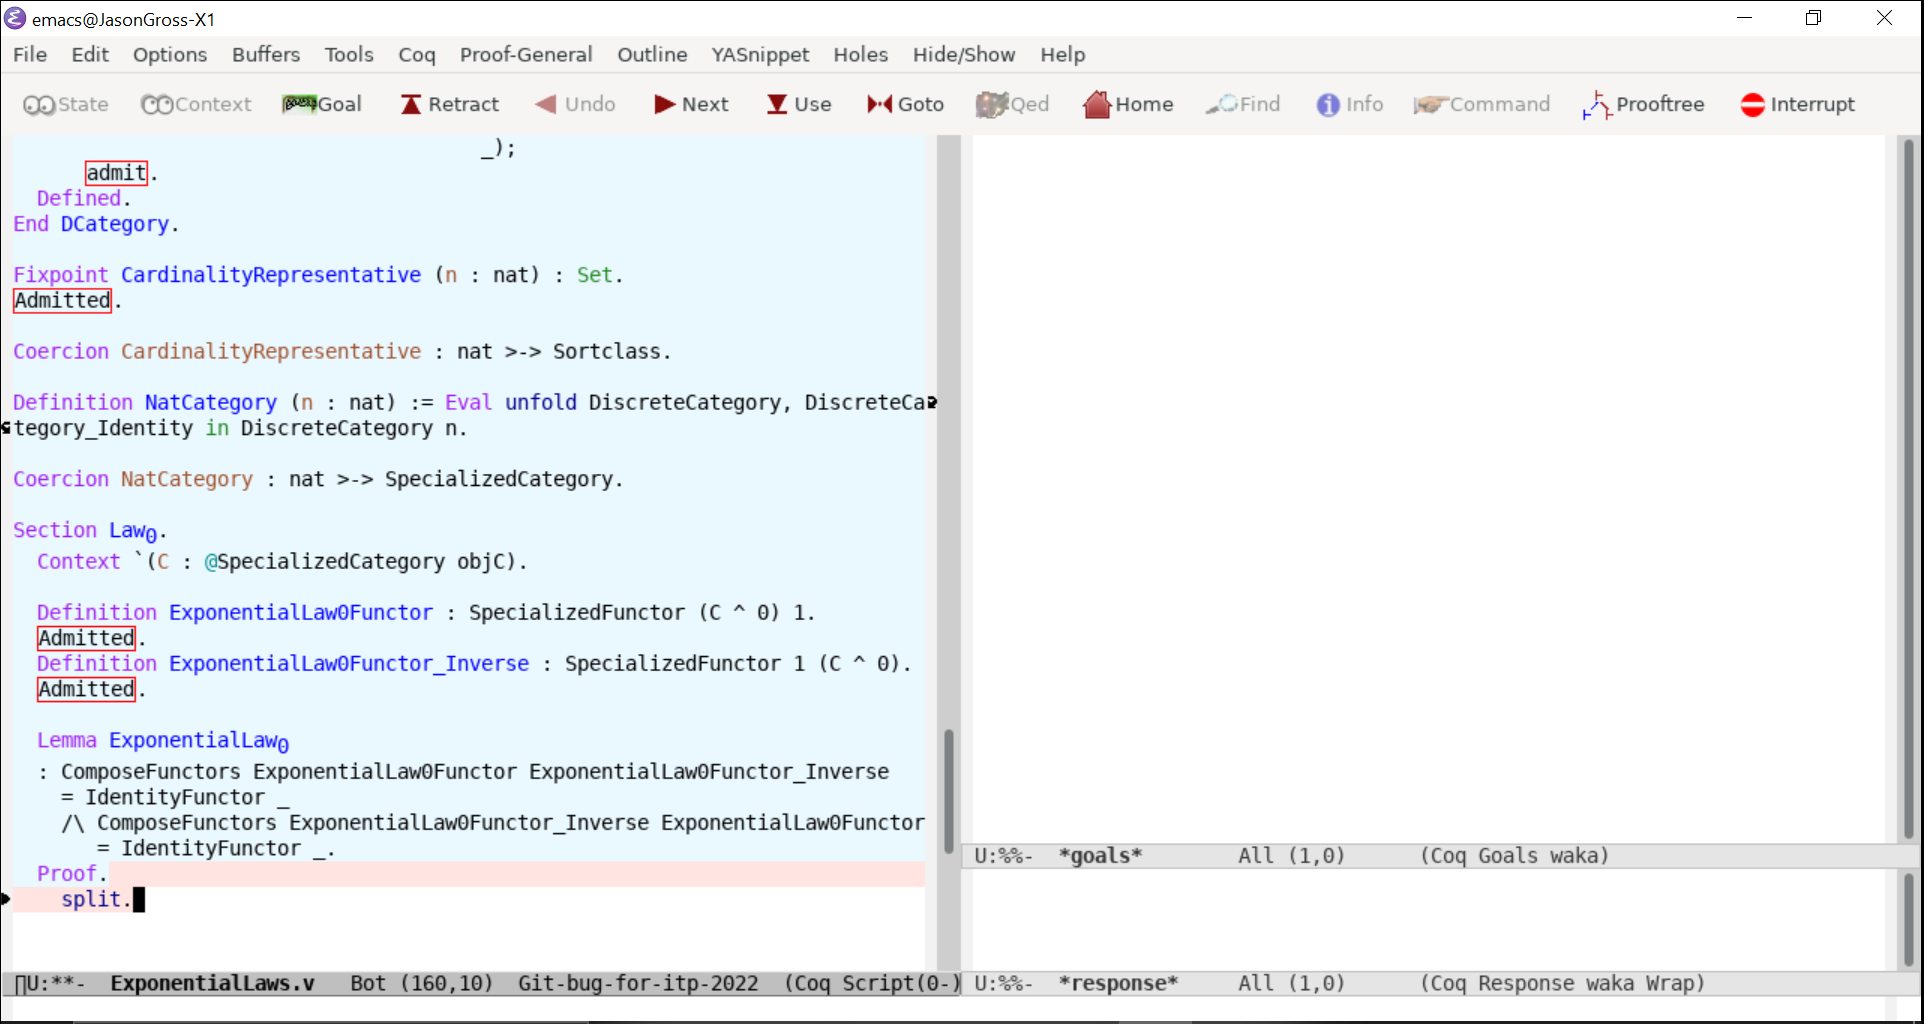 emacs@JasonGross-X1
File Edit Options Buffers Tools Coq Proof-General Outline YASnippet Holes Hide/Show Help
State Context Goal Retract Undo Next Use Goto Qed Home Find Info Command Prooftree Interrupt
_);
admit.
Defined.
End DCategory.
Fixpoint CardinalityRepresentative (n : nat) : Set.
Admitted.
Coercion CardinalityRepresentative : nat >-> Sortclass.
Definition NatCategory (n : nat) := Eval unfold DiscreteCategory, DiscreteCa
tegory_Identity in DiscreteCategory n.
Coercion NatCategory : nat >-> SpecializedCategory.
Section Law0.
Context `(C : @SpecializedCategory objC).
Definition ExponentialLaw0Functor : SpecializedFunctor (C ^ 0) 1.
Admitted.
Definition ExponentialLaw0Functor_Inverse : SpecializedFunctor 1 (C ^ 0).
Admitted.
Lemma ExponentialLaw0
: ComposeFunctors ExponentialLaw0Functor ExponentialLaw0Functor_Inverse
= IdentityFunctor _
/\ ComposeFunctors ExponentialLaw0Functor_Inverse ExponentialLaw0Functor
= IdentityFunctor _.
Proof.
split.
U:**- ExponentialLaws.v Bot (160,10) Git-bug-for-itp-2022 (Coq Script(0-)
U:%%- *goals* All (1,0) (Coq Goals waka)
U:%%- *response* All (1,0) (Coq Response waka Wrap)